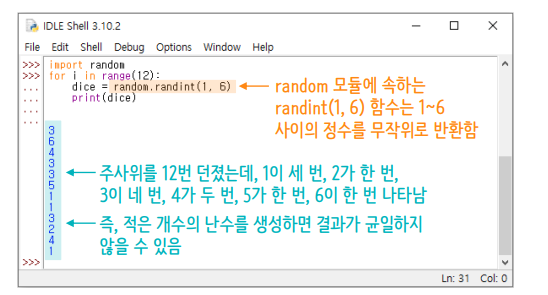 IDLE Shell 3.10.2
File Edit Shell Debug Options Window Help
>>> import random
>>> for i in range(12):
... dice = random.randint(1, 6)
... print(dice)
...
...
random 모듈에 속하는
randint(1, 6) 함수는 1~6
사이의 정수를 무작위로 반환함
3
6
4
3
3
5
1
1
3
2
4
1
주사위를 12번 던졌는데, 1이 세 번, 2가 한 번,
3이 네 번, 4가 두 번, 5가 한 번, 6이 한 번 나타남
즉, 적은 개수의 난수를 생성하면 결과가 균일하지
않을 수 있음
>>>
Ln: 31 Col: 0